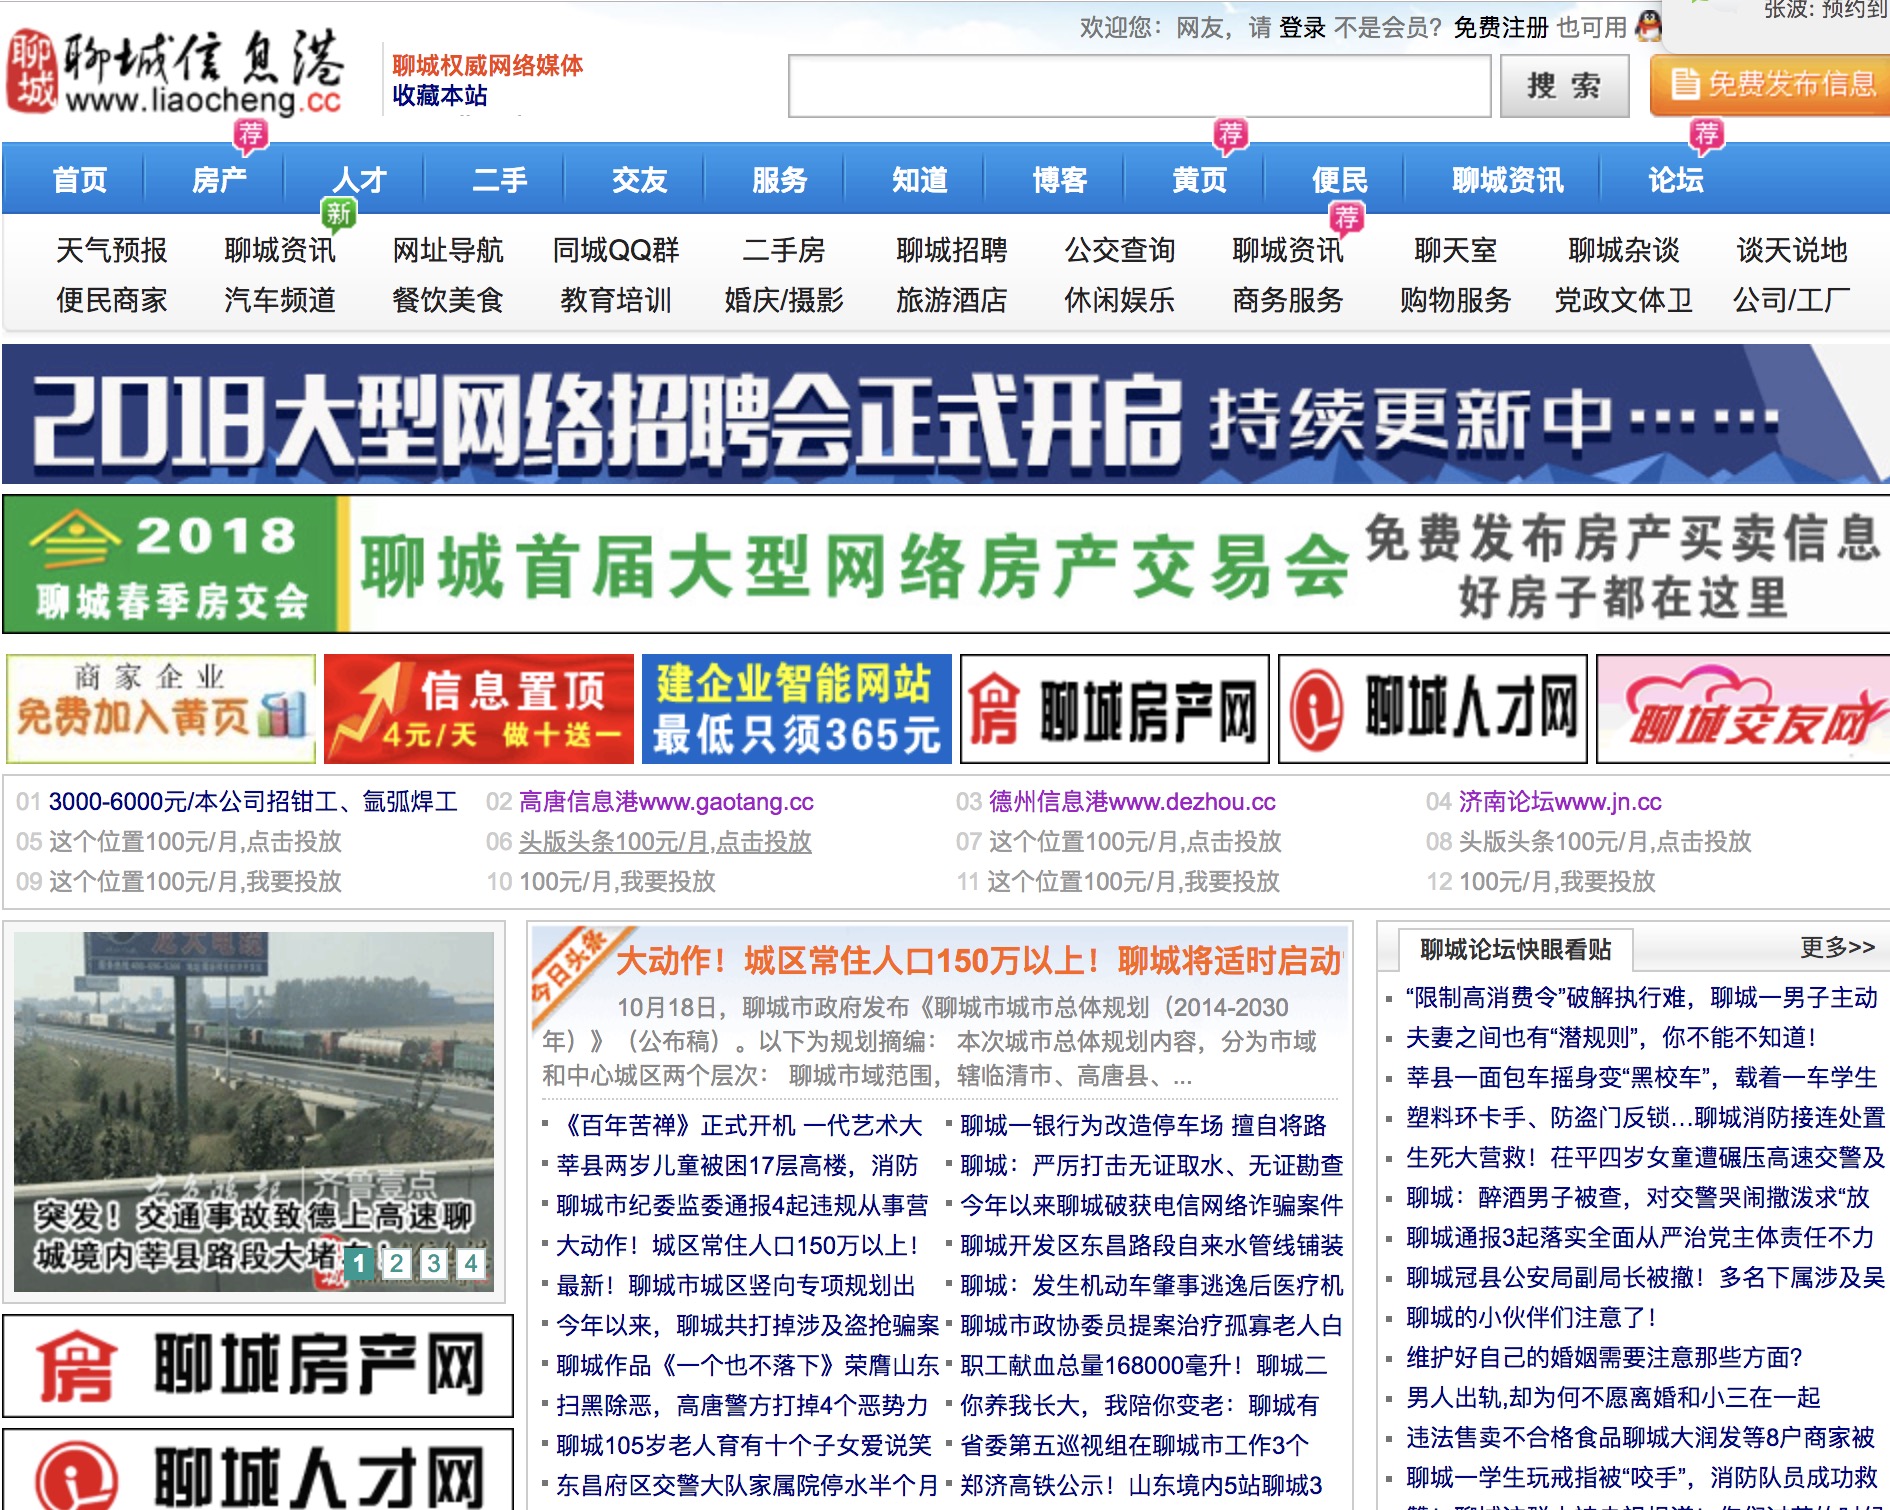 欢迎您：网友，请 登录 不是会员？免费注册 也可用
张波: 预约到
聊城
聊城信息港
www.liaocheng.cc
聊城权威网络媒体
收藏本站
搜 索
免费发布信息
荐 荐 荐
首页 房产 人才 二手 交友 服务 知道 博客 黄页 便民 聊城资讯 论坛
新 荐
天气预报 聊城资讯 网址导航 同城QQ群 二手房 聊城招聘 公交查询 聊城资讯 聊天室 聊城杂谈 谈天说地
便民商家 汽车频道 餐饮美食 教育培训 婚庆/摄影 旅游酒店 休闲娱乐 商务服务 购物服务 党政文体卫 公司/工厂
2018大型网络招聘会正式开启 持续更新中……
2018
聊城春季房交会
聊城首届大型网络房产交易会
免费发布房产买卖信息
好房子都在这里
商家企业
免费加入黄页
信息置顶
4元/天 做十送一
建企业智能网站
最低只须365元
房 聊城房产网
聊城人才网
聊城交友网
01 3000-6000元/本公司招钳工、氩弧焊工 02 高唐信息港www.gaotang.cc 03 德州信息港www.dezhou.cc 04 济南论坛www.jn.cc
05 这个位置100元/月,点击投放 06 头版头条100元/月,点击投放 07 这个位置100元/月,点击投放 08 头版头条100元/月,点击投放
09 这个位置100元/月,我要投放 10 100元/月,我要投放 11 这个位置100元/月,我要投放 12 100元/月,我要投放
齐鲁壹点
突发！交通事故致德上高速聊
城境内莘县路段大堵
1 2 3 4
房 聊城房产网
聊城人才网
今日头条
大动作！城区常住人口150万以上！聊城将适时启动
10月18日，聊城市政府发布《聊城市城市总体规划（2014-2030
年）》（公布稿）。以下为规划摘编： 本次城市总体规划内容，分为市域
和中心城区两个层次： 聊城市域范围，辖临清市、高唐县、...
《百年苦禅》正式开机 一代艺术大
莘县两岁儿童被困17层高楼，消防
聊城市纪委监委通报4起违规从事营
大动作！城区常住人口150万以上！
最新！聊城市城区竖向专项规划出
今年以来，聊城共打掉涉及盗抢骗案
聊城作品《一个也不落下》荣膺山东
扫黑除恶，高唐警方打掉4个恶势力
聊城105岁老人育有十个子女爱说笑
东昌府区交警大队家属院停水半个月
聊城一银行为改造停车场 擅自将路
聊城：严厉打击无证取水、无证勘查
今年以来聊城破获电信网络诈骗案件
聊城开发区东昌路段自来水管线铺装
聊城：发生机动车肇事逃逸后医疗机
聊城市政协委员提案治疗孤寡老人白
职工献血总量168000毫升！聊城二
你养我长大，我陪你变老：聊城有
省委第五巡视组在聊城市工作3个
郑济高铁公示！山东境内5站聊城3
聊城论坛快眼看贴 更多>>
“限制高消费令”破解执行难，聊城一男子主动
夫妻之间也有“潜规则”，你不能不知道！
莘县一面包车摇身变“黑校车”，载着一车学生
塑料环卡手、防盗门反锁...聊城消防接连处置
生死大营救！茌平四岁女童遭碾压高速交警及
聊城：醉酒男子被查，对交警哭闹撒泼求“放
聊城通报3起落实全面从严治党主体责任不力
聊城冠县公安局副局长被撤！多名下属涉及吴
聊城的小伙伴们注意了！
维护好自己的婚姻需要注意那些方面？
男人出轨,却为何不愿离婚和小三在一起
违法售卖不合格食品聊城大润发等8户商家被
聊城一学生玩戒指被“咬手”，消防队员成功救